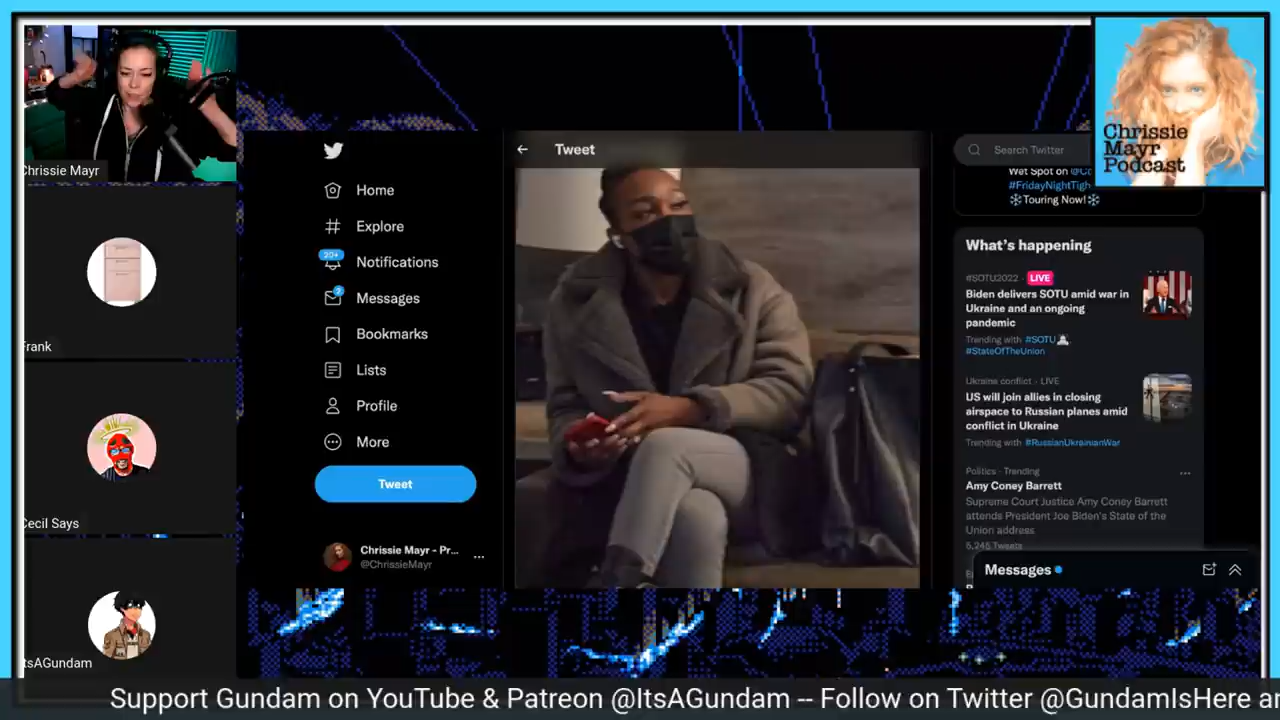 Chrissie Mayr
Frank
Cecil Says
ItsAGundam
Home
Explore
20+
Notifications
2
Messages
Bookmarks
Lists
Profile
More
Tweet
Chrissie Mayr - Pr...
@ChrissieMayr
Tweet
Search Twitter
Wet Spot on
#FridayNightTigh
❄Touring Now!❄
What's happening
#SOTU2022 · LIVE
Biden delivers SOTU amid war in
Ukraine and an ongoing
pandemic
Trending with #SOTU
#StateOfTheUnion
Ukraine conflict · LIVE
US will join allies in closing
airspace to Russian planes amid
conflict in Ukraine
Trending with #RussianUkrainianWar
Politics · Trending
Amy Coney Barrett
Supreme Court Justice Amy Coney Barrett
attends President Joe Biden's State of the
Union address
5,245 Tweets
Messages
Chrissie
Mayr
Podcast
Support Gundam on YouTube & Patreon @ItsAGundam -- Follow on Twitter @GundamIsHere a